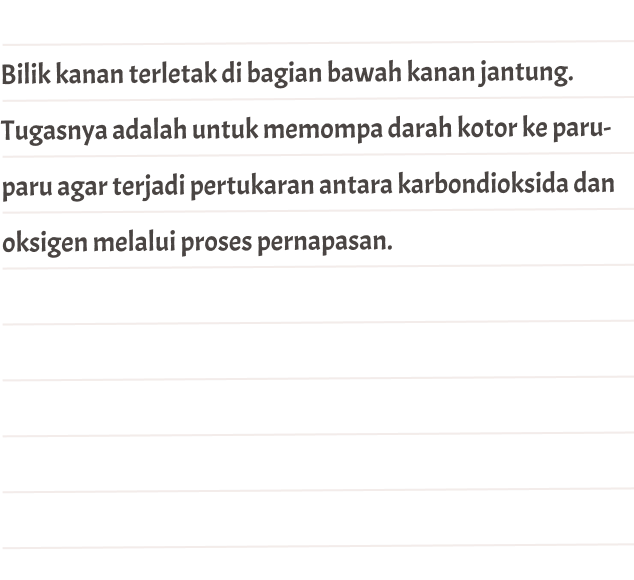 Bilik kanan terletak di bagian bawah kanan jantung.
Tugasnya adalah untuk memompa darah kotor ke paru-
paru agar terjadi pertukaran antara karbondioksida dan
oksigen melalui proses pernapasan.